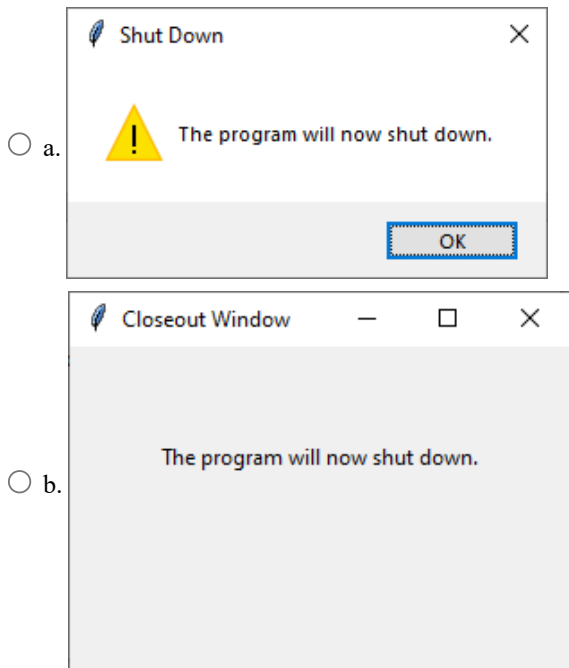 Shut Down
a.
The program will now shut down.
OK
Closeout Window
The program will now shut down.
b.